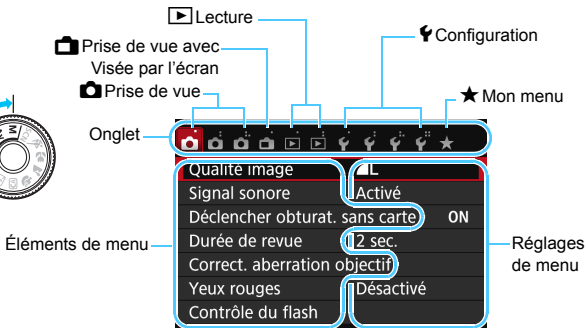 Lecture
Prise de vue avec
Visée par l'écran
Configuration
Prise de vue
Mon menu
Onglet
Qualité image L
Signal sonore Activé
Déclencher obturat. sans carte ON
Durée de revue 2 sec.
Correct. aberration objectif
Yeux rouges Désactivé
Contrôle du flash
Éléments de menu
Réglages
de menu
M